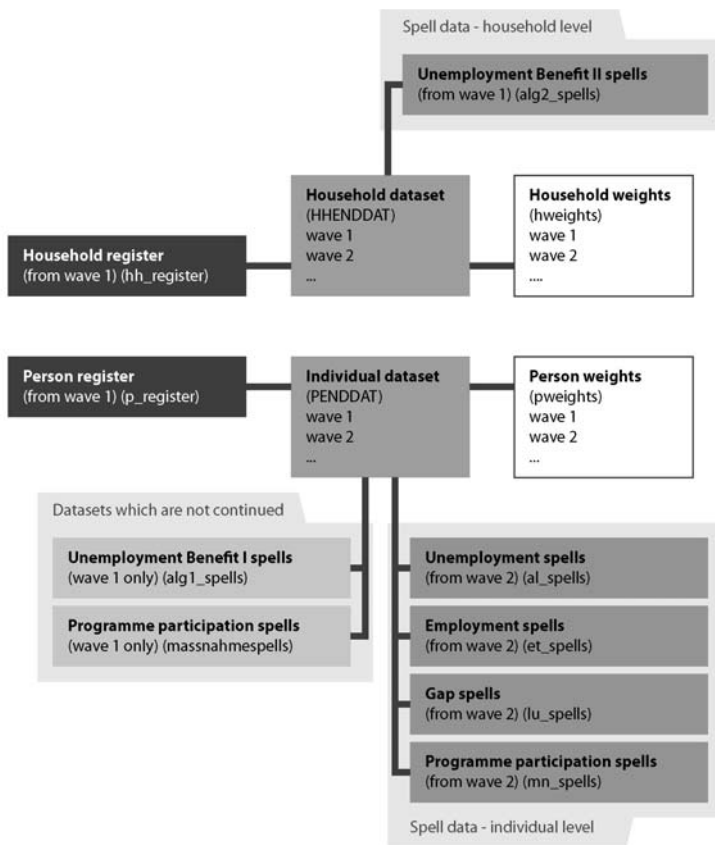 Spell data - household level
Unemployment Benefit II spells
(from wave 1) (alg2_spells)
Household dataset
(HHENDDAT)
wave 1
wave 2
...
Household weights
(hweights)
wave 1
wave 2
....
Household register
(from wave 1) (hh_register)
Person register
(from wave 1) (p_register)
Individual dataset
(PENDDAT)
wave 1
wave 2
...
Person weights
(pweights)
wave 1
wave 2
...
Datasets which are not continued
Unemployment Benefit I spells
(wave 1 only) (alg1_spells)
Programme participation spells
(wave 1 only) (massnahmespells)
Unemployment spells
(from wave 2) (al_spells)
Employment spells
(from wave 2) (et_spells)
Gap spells
(from wave 2) (lu_spells)
Programme participation spells
(from wave 2) (mn_spells)
Spell data - individual level